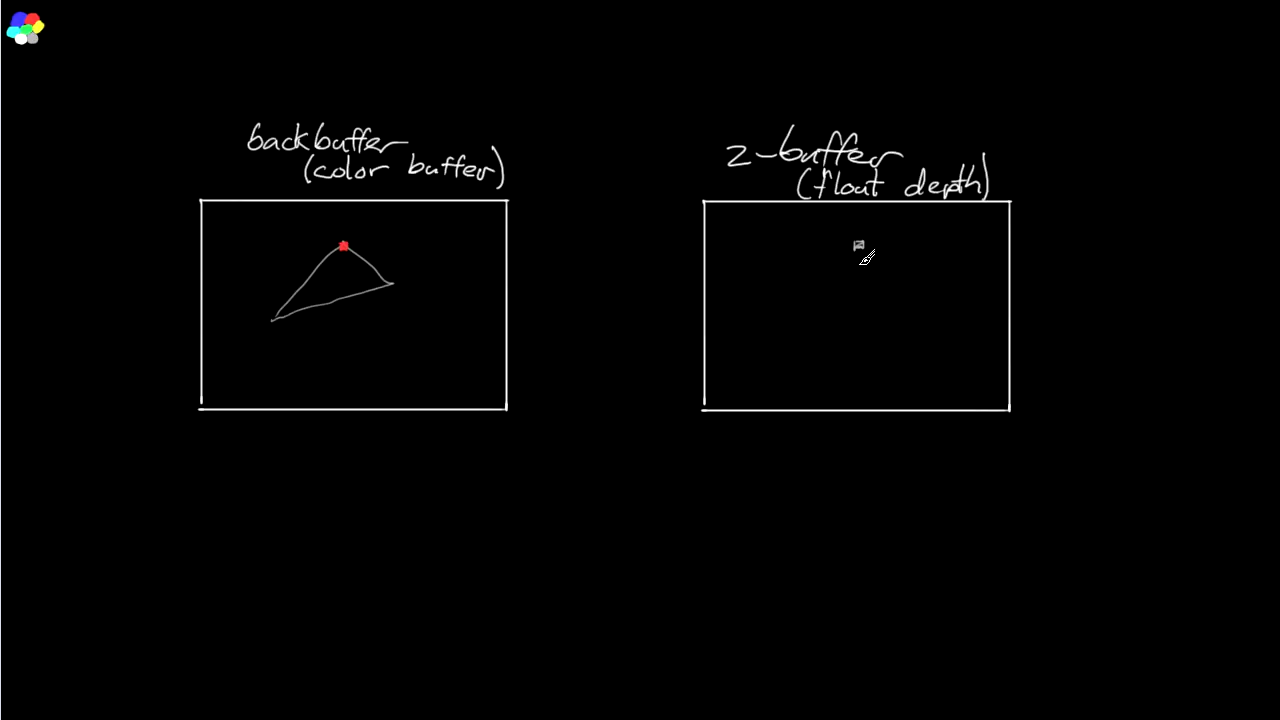 backbuffer
(color buffer)
z-buffer
(float depth)